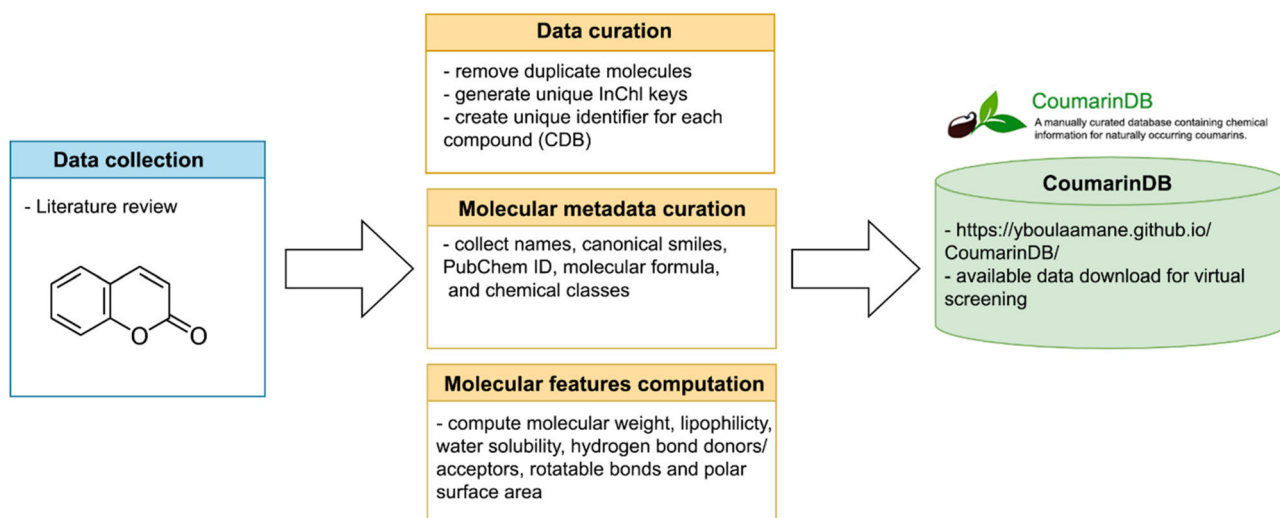 Data collection
- Literature review
O
O
Data curation
- remove duplicate molecules
- generate unique InChI keys
- create unique identifier for each
compound (CDB)
Molecular metadata curation
- collect names, canonical smiles,
PubChem ID, molecular formula,
and chemical classes
Molecular features computation
- compute molecular weight, lipophilicty,
water solubility, hydrogen bond donors/
acceptors, rotatable bonds and polar
surface area
CoumarinDB
A manually curated database containing chemical
information for naturally occurring coumarins.
CoumarinDB
- https://yboulaamane.github.io/
CoumarinDB/
- available data download for virtual
screening